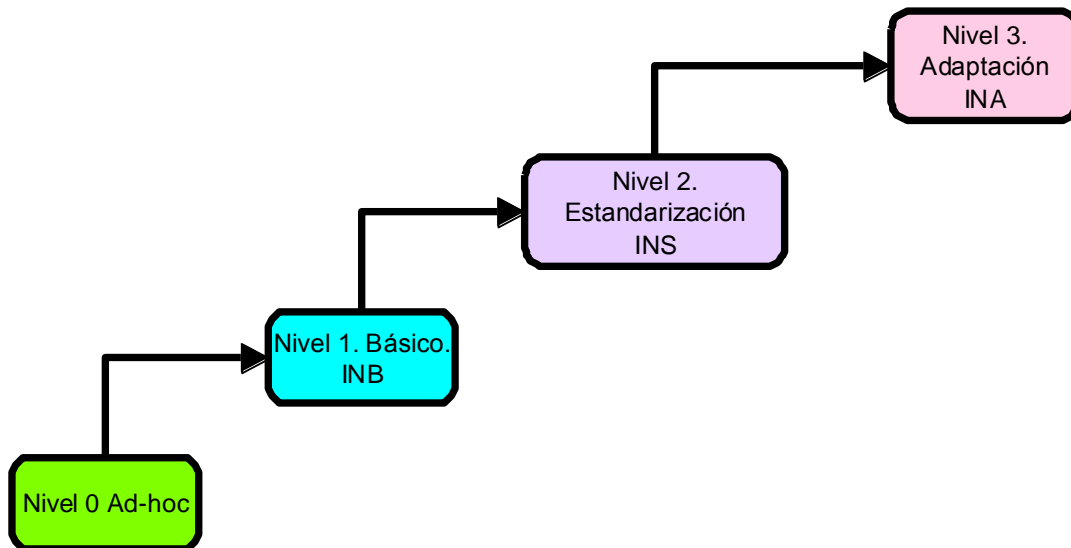 Nivel 3.
Adaptación
INA
Nivel 2.
Estandarización
INS
Nivel 1. Básico.
INB
Nivel 0 Ad-hoc